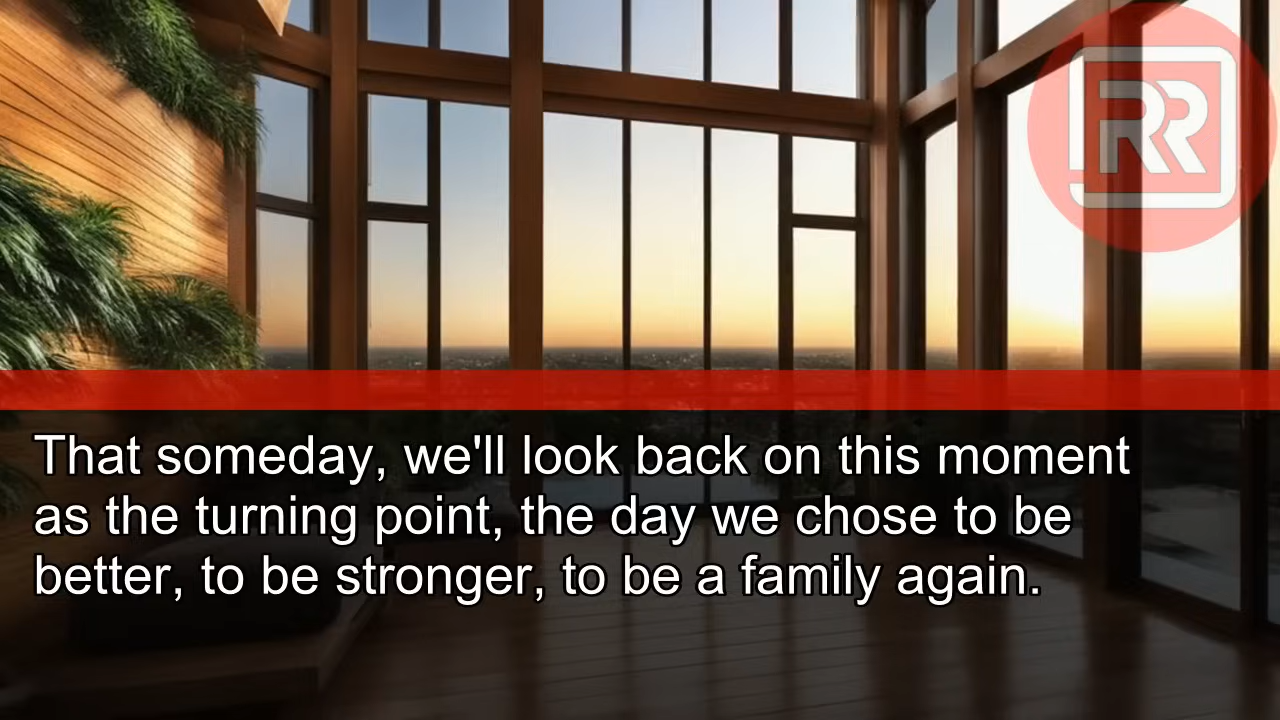 RR
That someday, we'll look back on this moment
as the turning point, the day we chose to be
better, to be stronger, to be a family again.